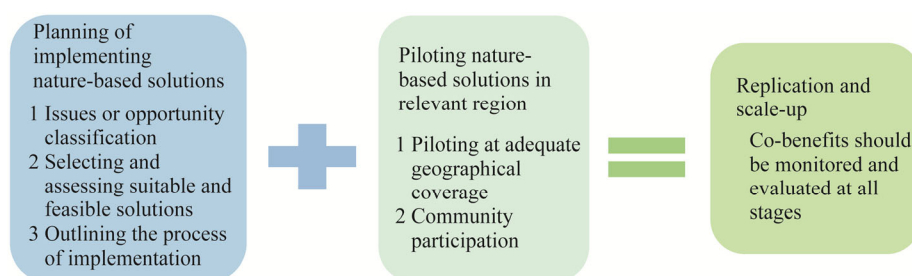 Planning of
implementing
nature-based solutions
1 Issues or opportunity
classification
2 Selecting and
assessing suitable and
feasible solutions
3 Outlining the process
of implementation
Piloting nature-
based solutions in
relevant region
1 Piloting at adequate
geographical
coverage
2 Community
participation
Replication and
scale-up
Co-benefits should
be monitored and
evaluated at all
stages